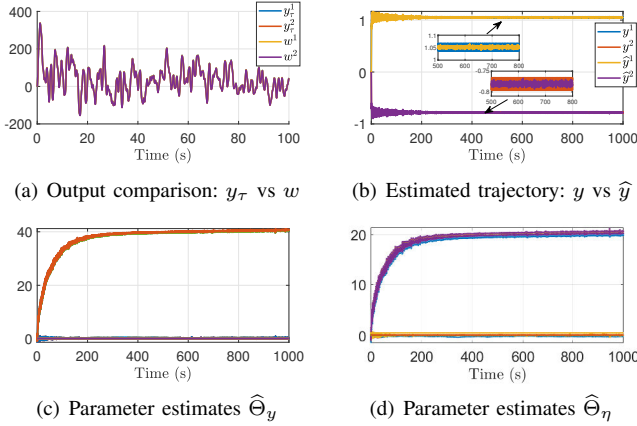 400
200
0
-200
0 20 40 60 80 100
Time (s)
y_τ^1
y_τ^2
w^1
w^2
(a) Output comparison: y_τ vs w
1
0
-1
0 200 400 600 800 1000
Time (s)
1.1
1.05
1
500 600 700 800
-0.75
-0.8
500 600 700 800
y^1
y^2
ŷ^1
ŷ^2
(b) Estimated trajectory: y vs ŷ
40
20
0
0 200 400 600 800 1000
Time (s)
(c) Parameter estimates Θ̂_y
20
10
0
0 200 400 600 800 1000
Time (s)
(d) Parameter estimates Θ̂_η